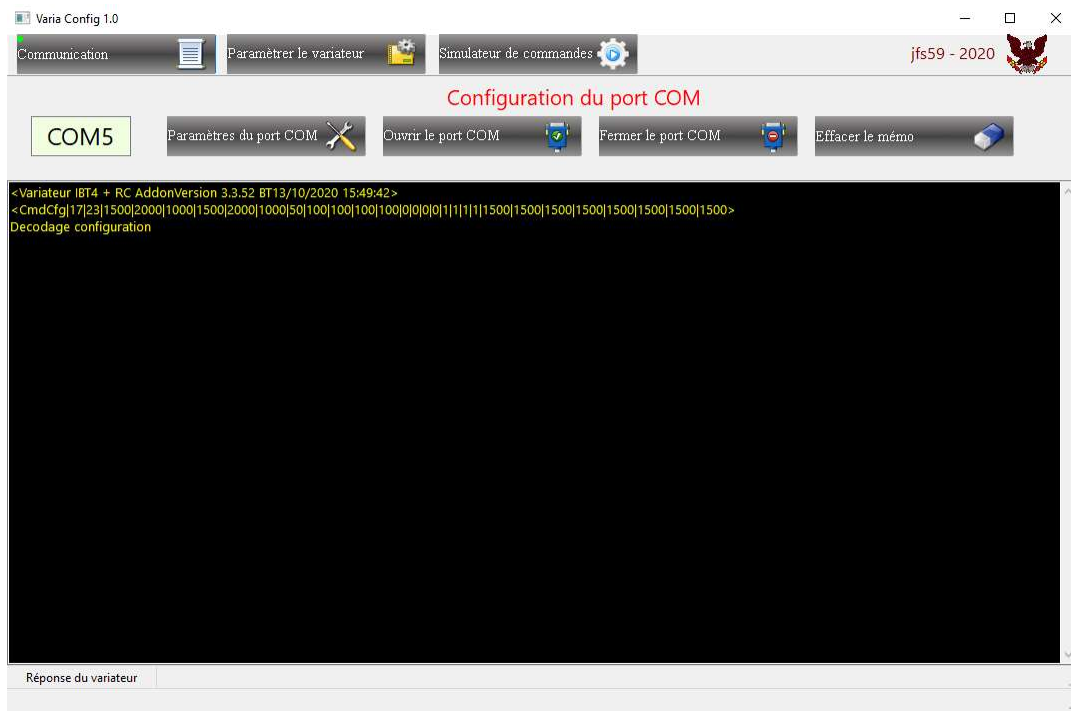 Varia Config 1.0
Communication
Paramètrer le variateur
Simulateur de commandes
jfs59 - 2020
Configuration du port COM
COM5
Paramètres du port COM
Ouvrir le port COM
Fermer le port COM
Effacer le mémo
<Variateur IBT4 + RC AddonVersion 3.3.52 BT13/10/2020 15:49:42>
<CmdCfg|17|23|1500|2000|1000|1500|2000|1000|50|100|100|100|100|0|0|0|0|1|1|1|1|1500|1500|1500|1500|1500|1500|1500|1500>
Decodage configuration
Réponse du variateur